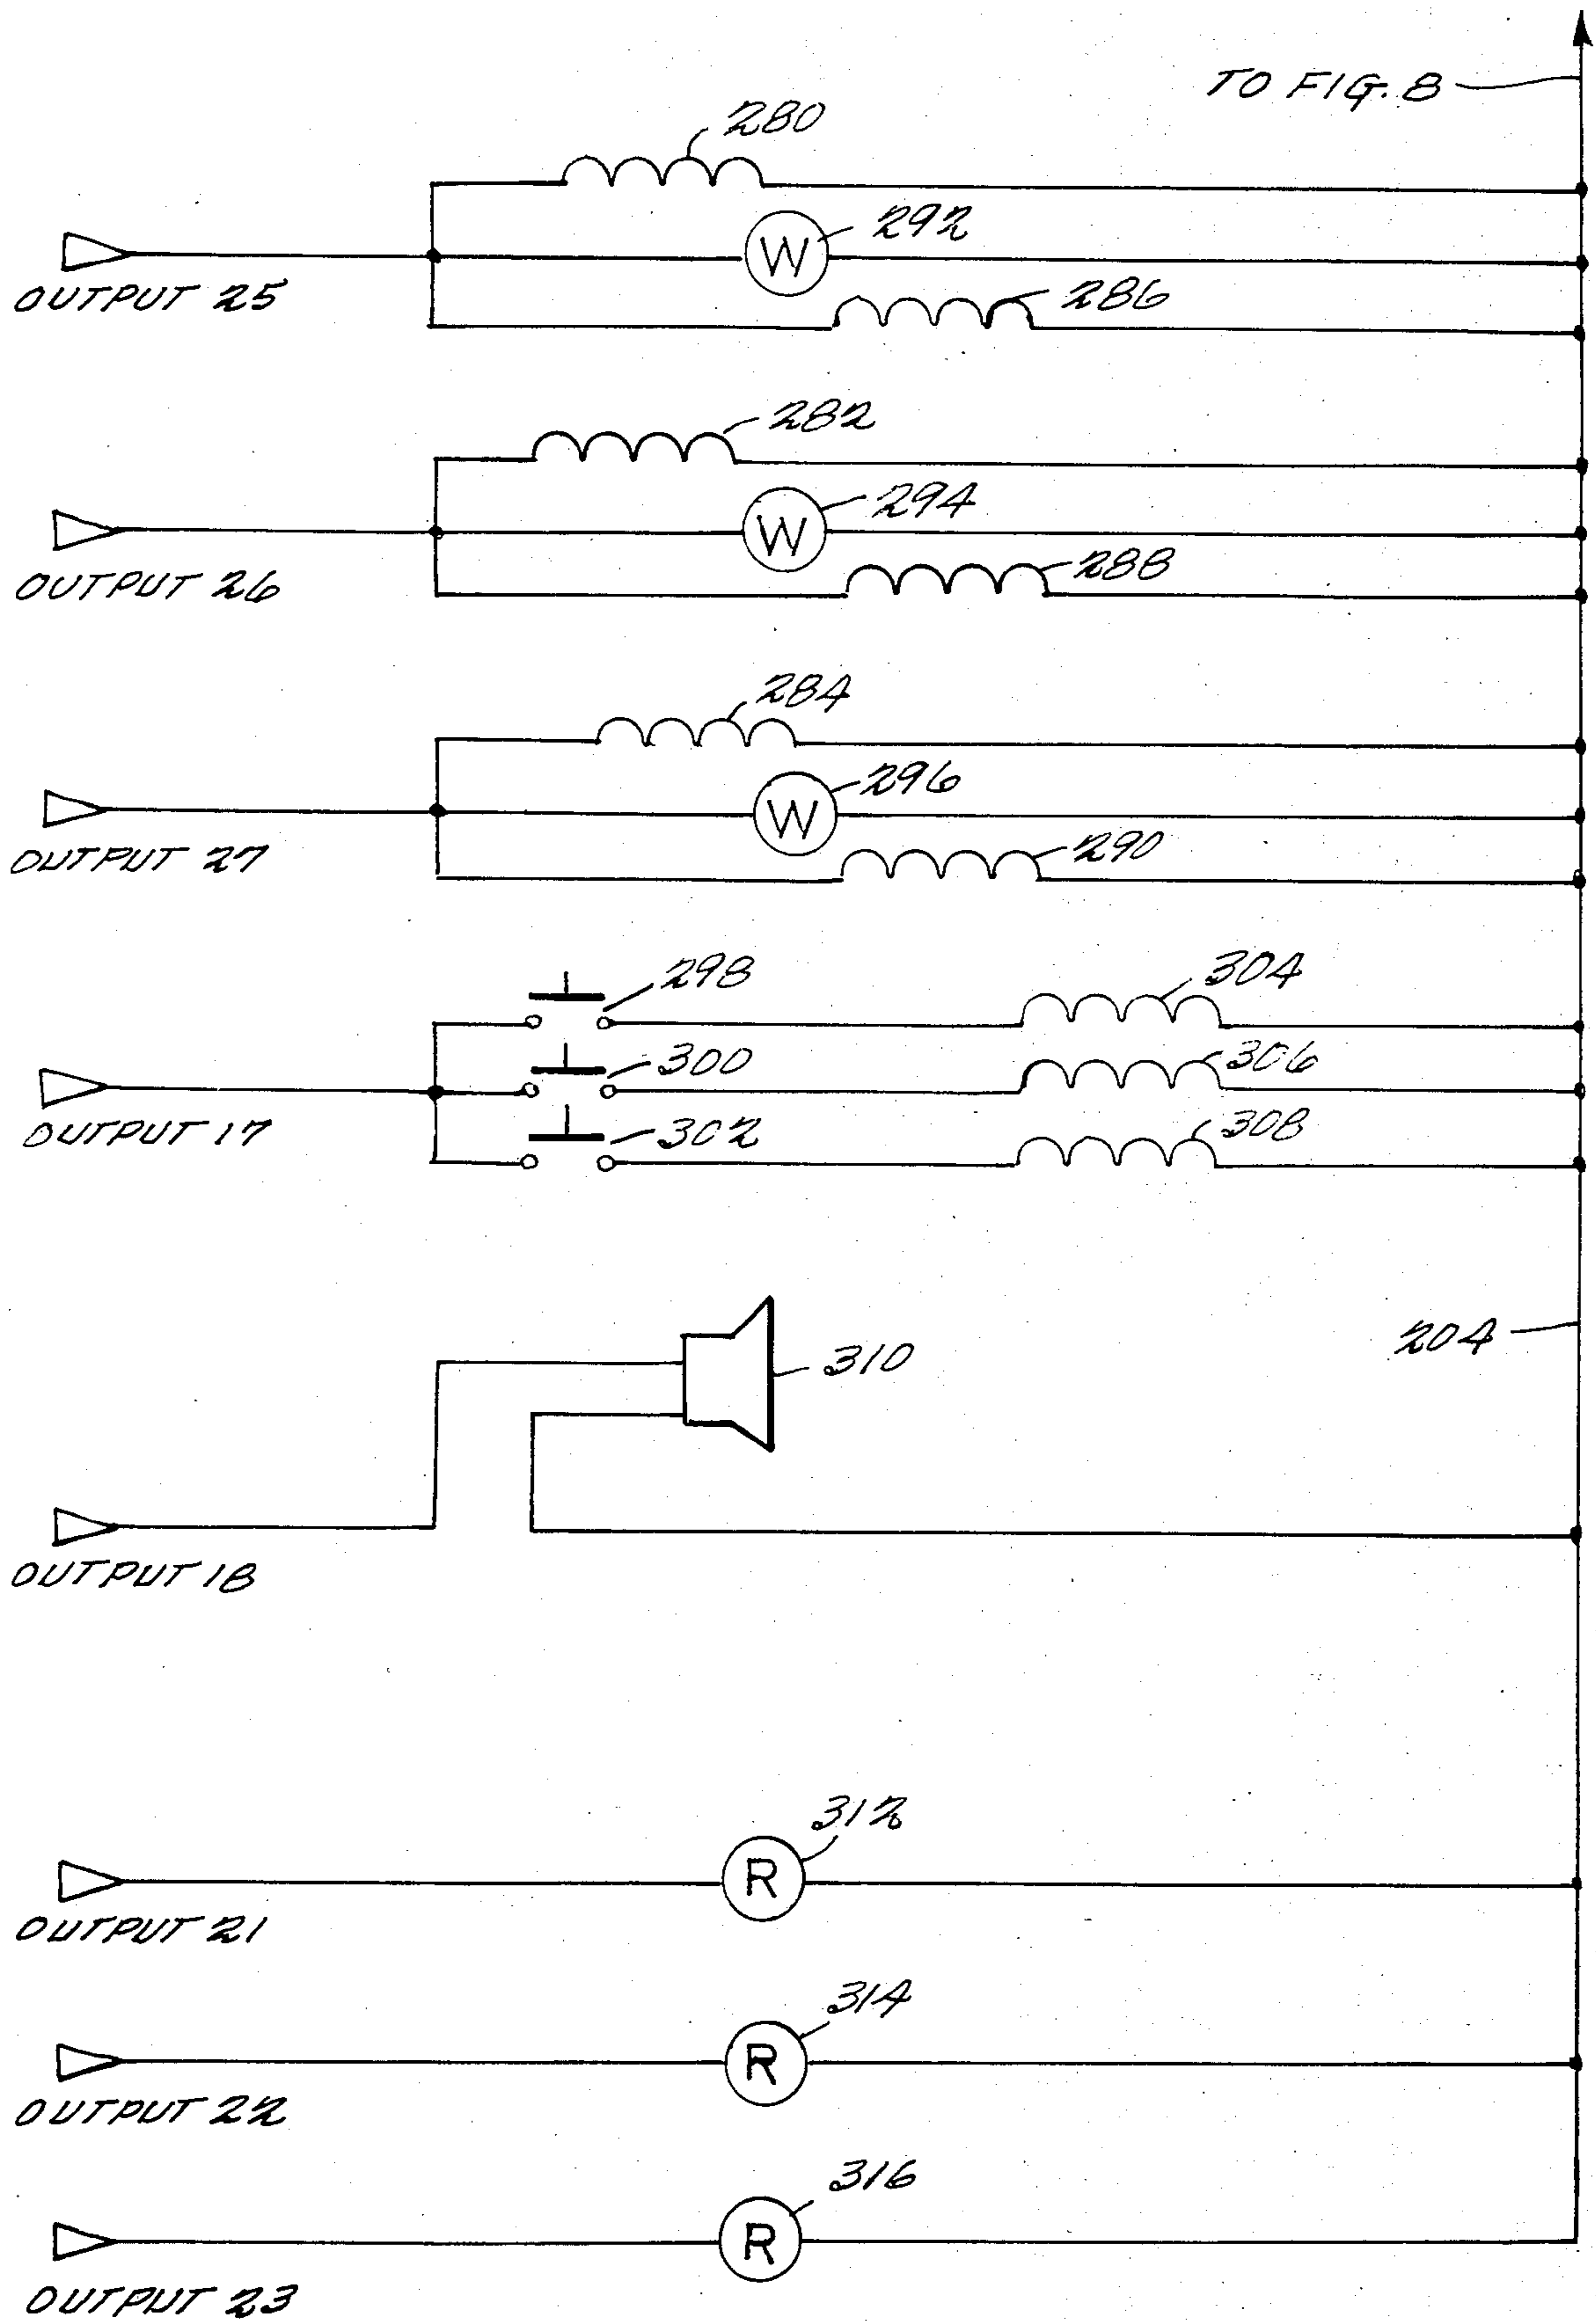 TO FIG. 8
280
292
OUTPUT 25
286
282
294
OUTPUT 26
288
284
296
OUTPUT 27
290
298
304
300
306
OUTPUT 17
302
308
204
310
OUTPUT 18
312
R
OUTPUT 21
314
R
OUTPUT 22
316
R
OUTPUT 23
W
W
W